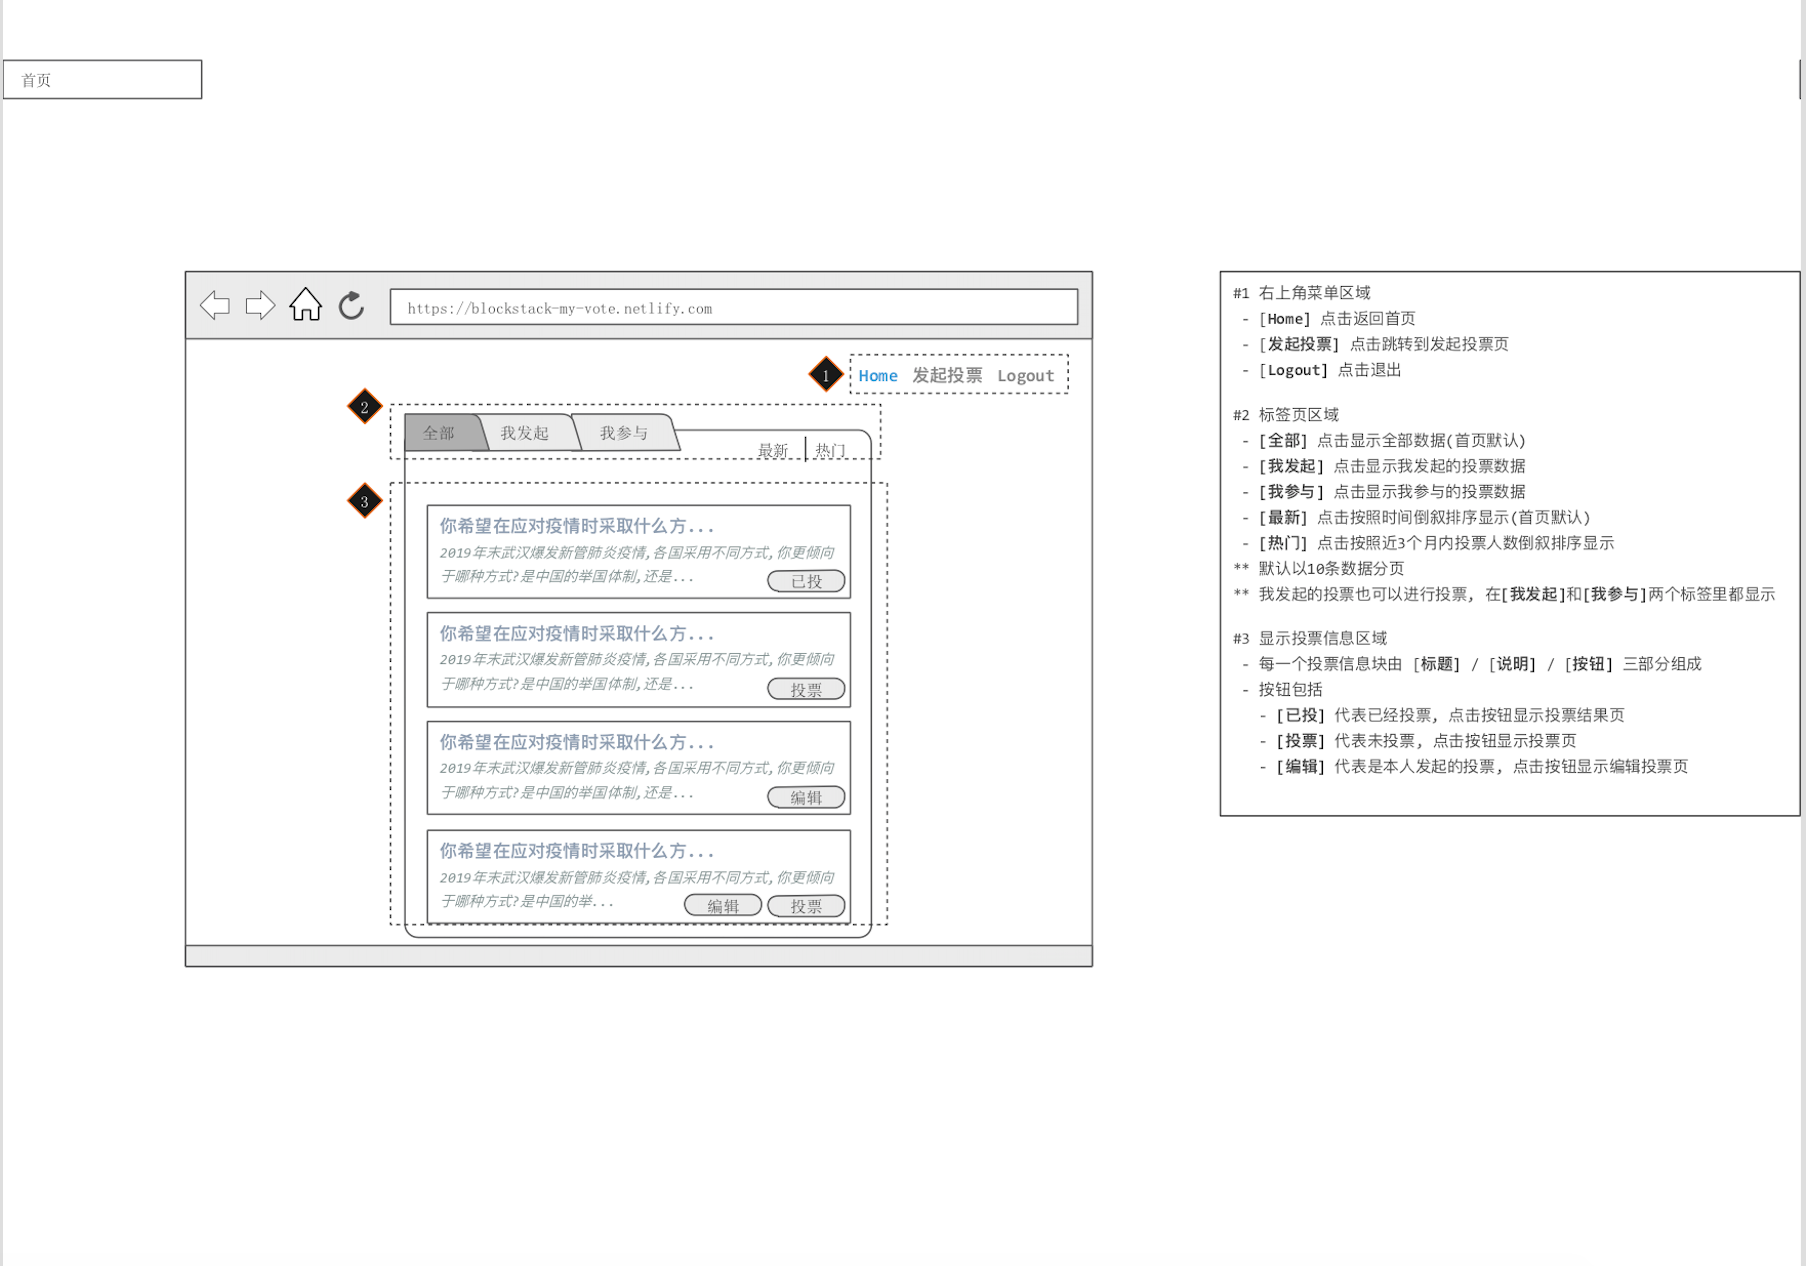 首页
https://blockstack-my-vote.netlify.com
1
Home 发起投票 Logout
2
全部 我发起 我参与
最新 热门
3
你希望在应对疫情时采取什么方...
2019年末武汉爆发新管肺炎疫情,各国采用不同方式,你更倾向
于哪种方式?是中国的举国体制,还是...
已投
你希望在应对疫情时采取什么方...
2019年末武汉爆发新管肺炎疫情,各国采用不同方式,你更倾向
于哪种方式?是中国的举国体制,还是...
投票
你希望在应对疫情时采取什么方...
2019年末武汉爆发新管肺炎疫情,各国采用不同方式,你更倾向
于哪种方式?是中国的举国体制,还是...
编辑
你希望在应对疫情时采取什么方...
2019年末武汉爆发新管肺炎疫情,各国采用不同方式,你更倾向
于哪种方式?是中国的举...
编辑 投票
#1 右上角菜单区域
- [Home] 点击返回首页
- [发起投票] 点击跳转到发起投票页
- [Logout] 点击退出
#2 标签页区域
- [全部] 点击显示全部数据(首页默认)
- [我发起] 点击显示我发起的投票数据
- [我参与] 点击显示我参与的投票数据
- [最新] 点击按照时间倒叙排序显示(首页默认)
- [热门] 点击按照近3个月内投票人数倒叙排序显示
** 默认以10条数据分页
** 我发起的投票也可以进行投票, 在[我发起]和[我参与]两个标签里都显示
#3 显示投票信息区域
- 每一个投票信息块由 [标题] / [说明] / [按钮] 三部分组成
- 按钮包括
- [已投] 代表已经投票, 点击按钮显示投票结果页
- [投票] 代表未投票, 点击按钮显示投票页
- [编辑] 代表是本人发起的投票, 点击按钮显示编辑投票页